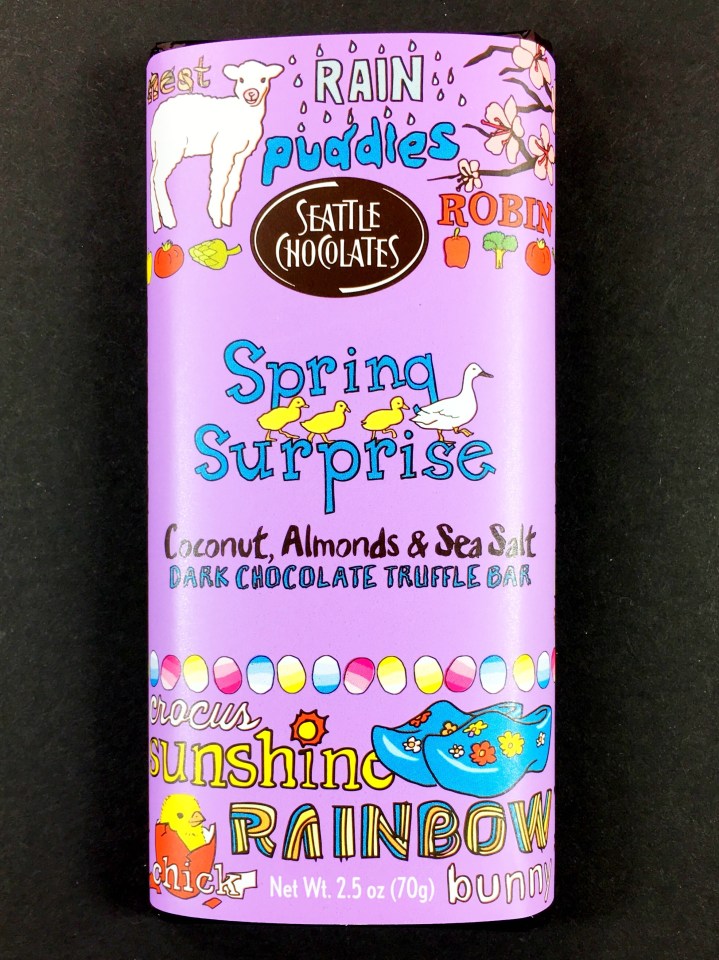 nest
RAIN
puddles
ROBIN
SEATTLE
CHOCOLATES
Spring
Surprise
Coconut, Almonds & Sea Salt
DARK CHOCOLATE TRUFFLE BAR
crocus
sunshine
RAINBOW
chick
Net Wt. 2.5 oz (70g)
bunny